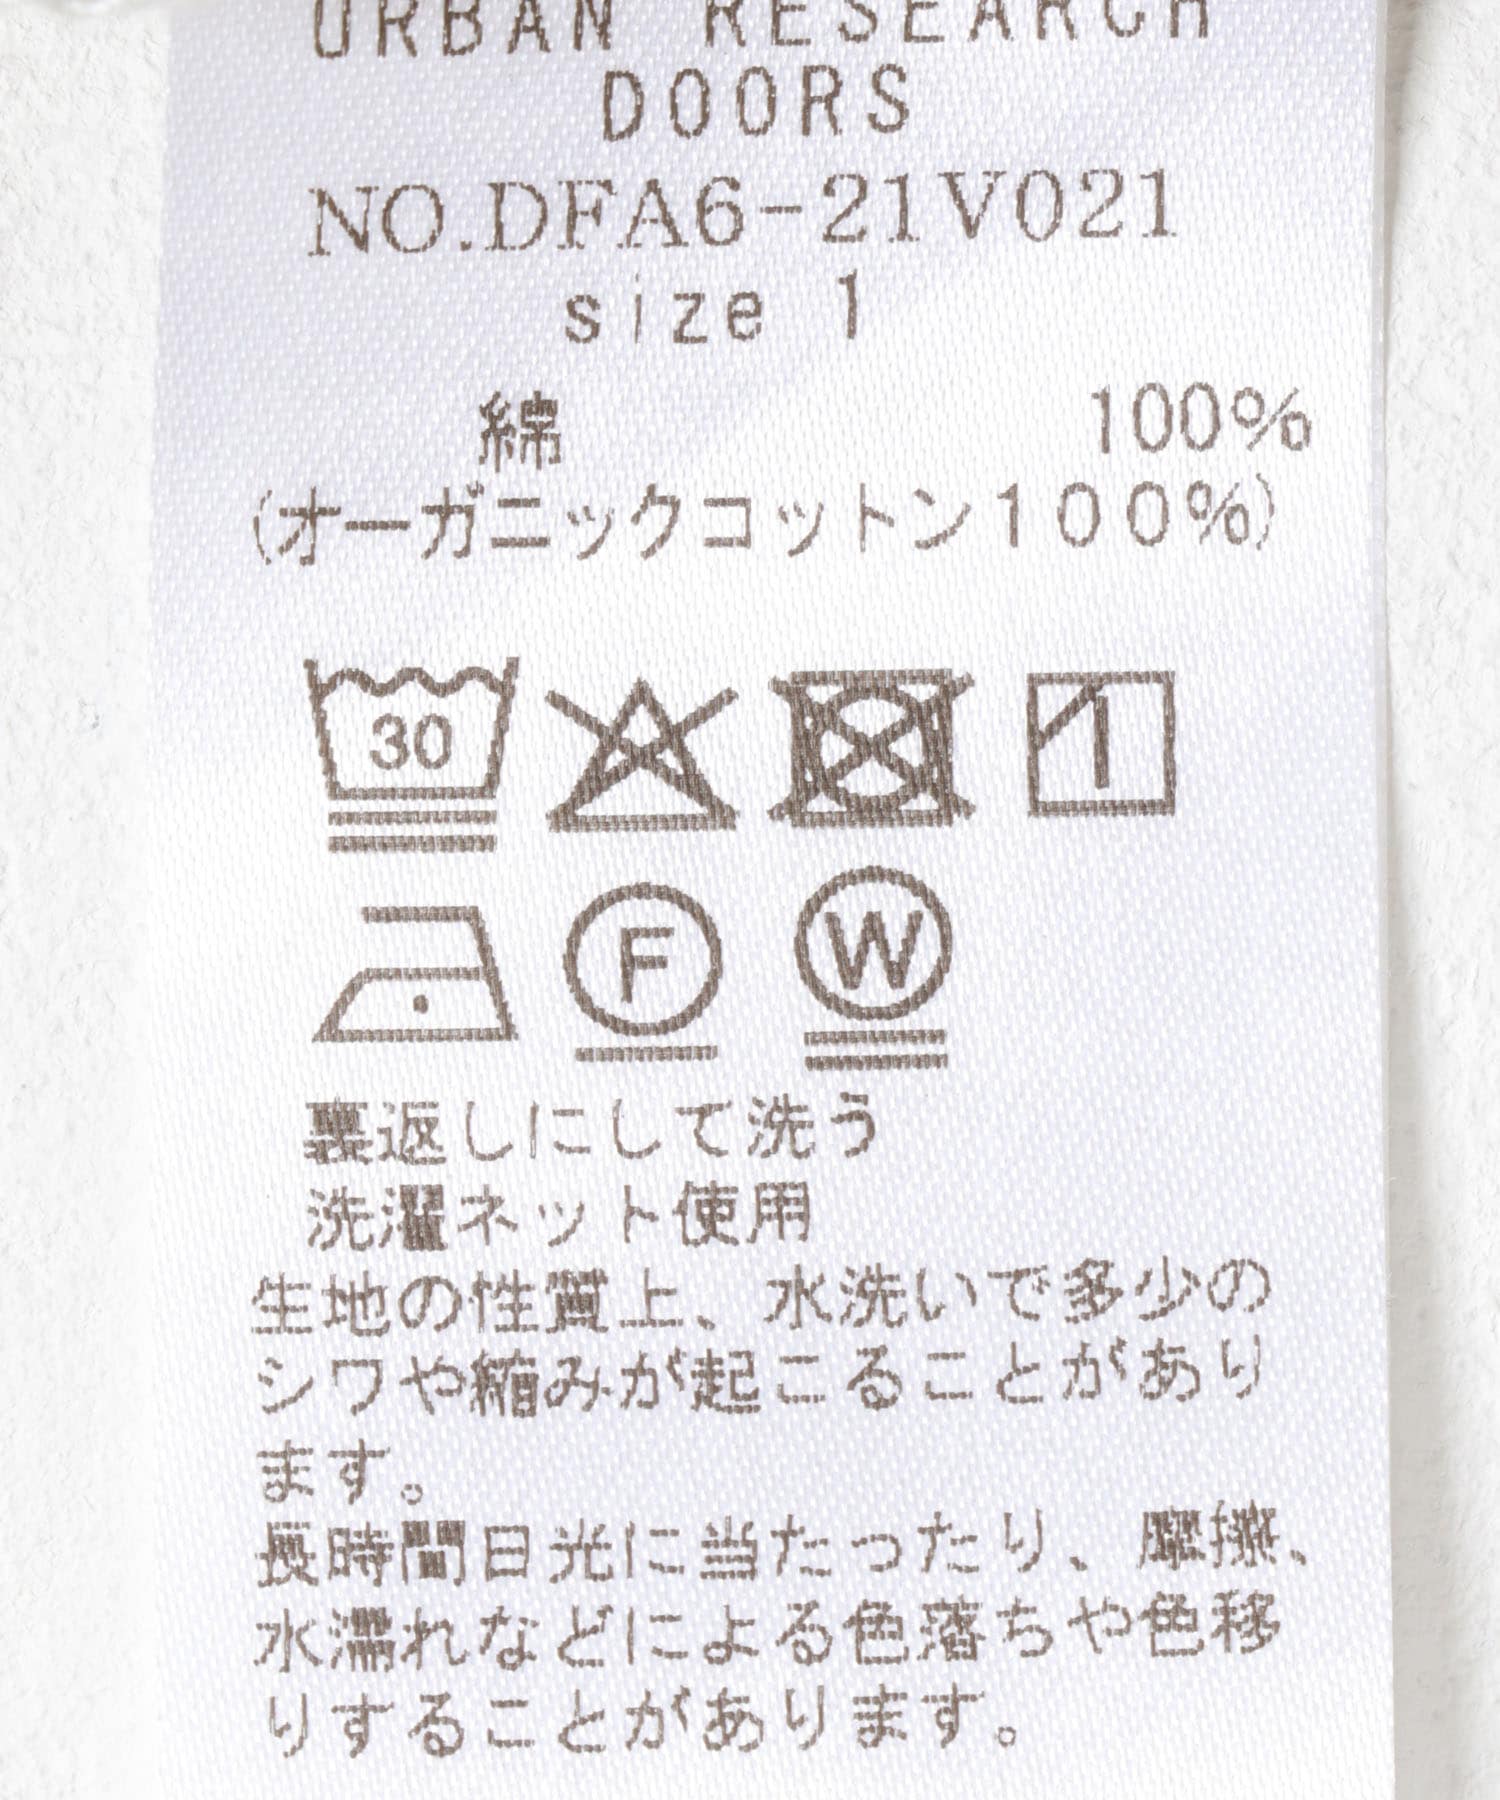 URBAN RESEARCH
DOORS
NO.DFA6-21V021
size 1
綿 100%
(オーガニックコットン100%)
30
F
W
裏返しにして洗う
洗濯ネット使用
生地の性質上、水洗いで多少の
シワや縮みが起こることがあり
ます。
長時間日光に当たったり、摩擦、
水濡れなどによる色落ちや色移
りすることがあります。